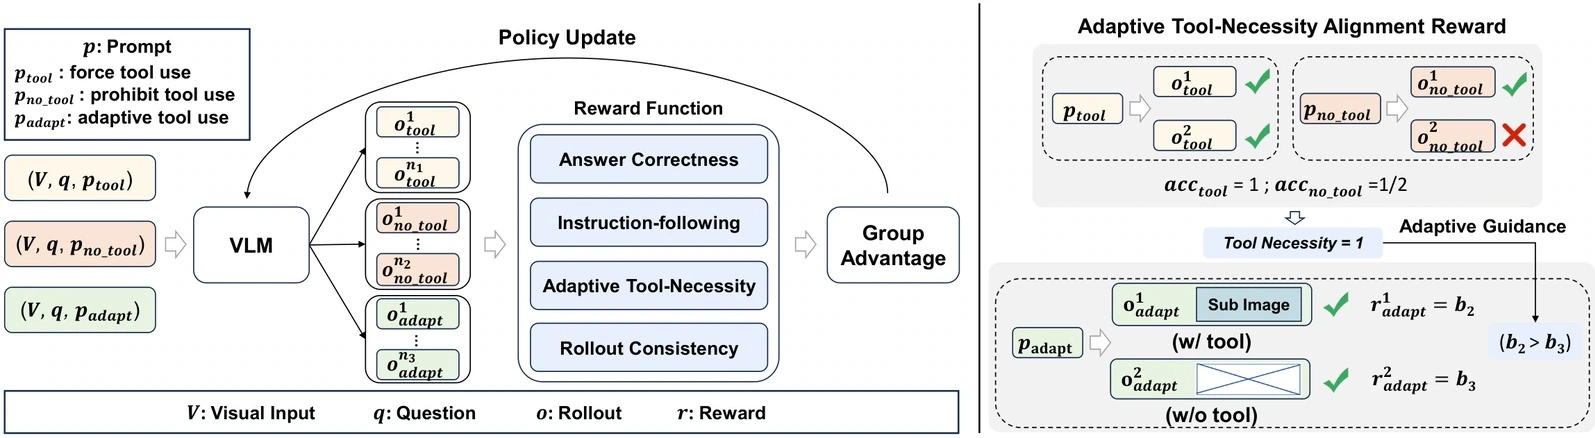 p: Prompt
p_tool : force tool use
p_no_tool : prohibit tool use
p_adapt: adaptive tool use
(V, q, p_tool)
(V, q, p_no_tool)
(V, q, p_adapt)
Policy Update
VLM
o^1_tool
⋮
o^n1_tool
o^1_no_tool
⋮
o^n2_no_tool
o^1_adapt
⋮
o^n3_adapt
Reward Function
Answer Correctness
Instruction-following
Adaptive Tool-Necessity
Rollout Consistency
Group
Advantage
V: Visual Input q: Question o: Rollout r: Reward
Adaptive Tool-Necessity Alignment Reward
p_tool
o^1_tool
o^2_tool
p_no_tool
o^1_no_tool
o^2_no_tool
acc_tool = 1 ; acc_no_tool =1/2
Tool Necessity = 1
Adaptive Guidance
p_adapt
o^1_adapt Sub Image
(w/ tool)
r^1_adapt = b_2
o^2_adapt
(w/o tool)
r^2_adapt = b_3
(b_2 > b_3)